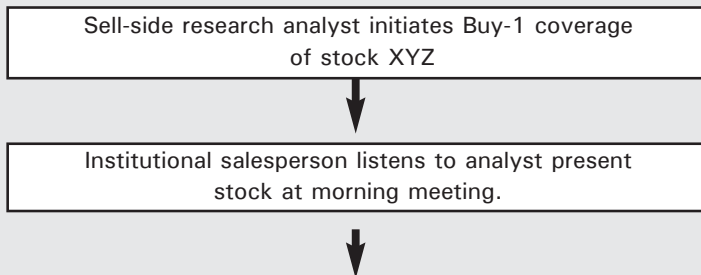 Sell-side research analyst initiates Buy-1 coverage
of stock XYZ
Institutional salesperson listens to analyst present
stock at morning meeting.